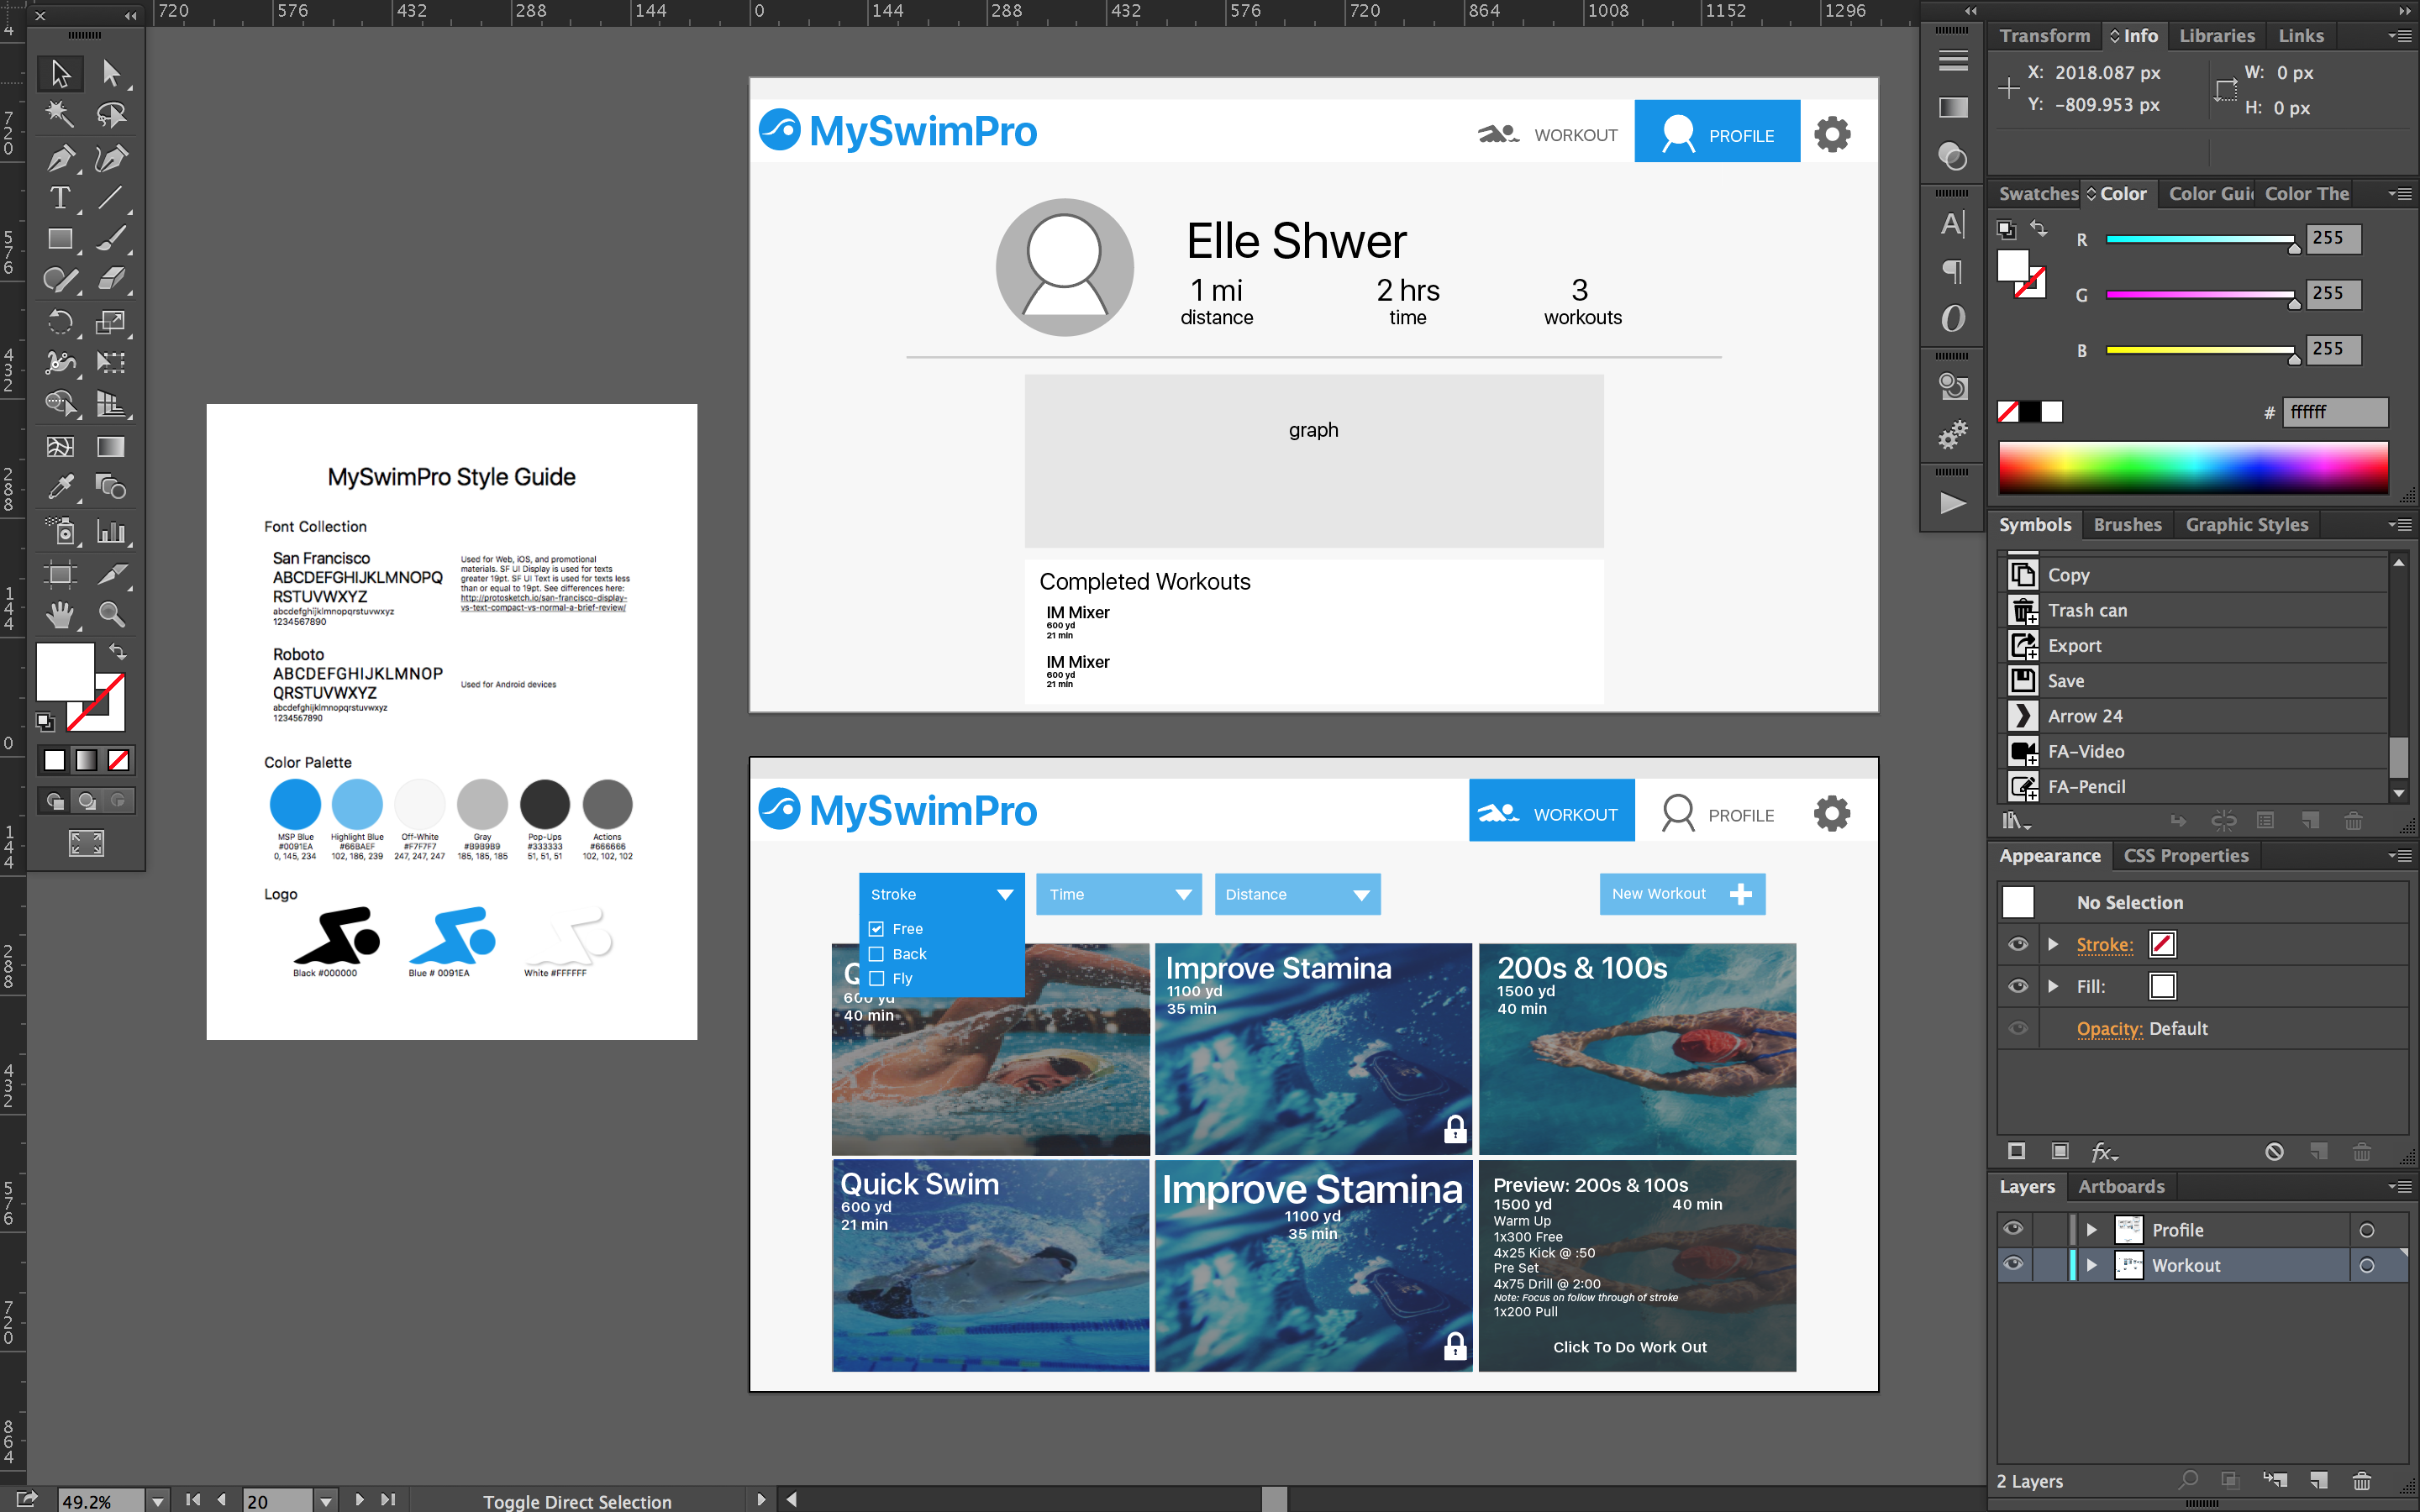 720 576 432 288 144 0 144 288 432 576 720 864 1008 1152 1296
Transform Info Libraries Links
X: 2018.087 px
Y: -809.953 px
W: 0 px
H: 0 px
Swatches Color Color Gui Color The
R 255
G 255
B 255
# ffffff
Symbols Brushes Graphic Styles
Copy
Trash can
Export
Save
Arrow 24
FA-Video
FA-Pencil
Appearance CSS Properties
No Selection
Stroke:
Fill:
Opacity: Default
fx
Layers Artboards
Profile
Workout
2 Layers
MySwimPro Style Guide
Font Collection
San Francisco
ABCDEFGHIJKLMNOPQ
RSTUVWXYZ
abcdefghijklmnopqrstuvwxyz
1234567890
Used for Web, iOS, and promotional
materials. SF UI Display is used for texts
greater 19pt. SF UI Text is used for texts less
than or equal to 19pt. See differences here:
http://protosketch.io/san-francisco-display-
vs-text-compact-vs-normal-a-brief-review/
Roboto
ABCDEFGHIJKLMNOP
QRSTUVWXYZ
abcdefghijklmnopqrstuvwxyz
1234567890
Used for Android devices
Color Palette
MSP Blue
#0091EA
0, 145, 234
Highlight Blue
#66BAEF
102, 186, 239
Off-White
#F7F7F7
247, 247, 247
Gray
#B9B9B9
185, 185, 185
Pop-Ups
#333333
51, 51, 51
Actions
#666666
102, 102, 102
Logo
Black #000000
Blue # 0091EA
White #FFFFFF
MySwimPro
WORKOUT
PROFILE
Elle Shwer
1 mi
distance
2 hrs
time
3
workouts
graph
Completed Workouts
IM Mixer
600 yd
21 min
IM Mixer
600 yd
21 min
MySwimPro
WORKOUT
PROFILE
Stroke
Free
Back
Fly
Time
Distance
New Workout
Q
600 yd
40 min
Improve Stamina
1100 yd
35 min
200s & 100s
1500 yd
40 min
Quick Swim
600 yd
21 min
Improve Stamina
1100 yd
35 min
Preview: 200s & 100s
1500 yd 40 min
Warm Up
1x300 Free
4x25 Kick @ :50
Pre Set
4x75 Drill @ 2:00
Note: Focus on follow through of stroke
1x200 Pull
Click To Do Work Out
49.2% 20 Toggle Direct Selection
4
720
576
432
288
144
0
144
288
432
576
720
864